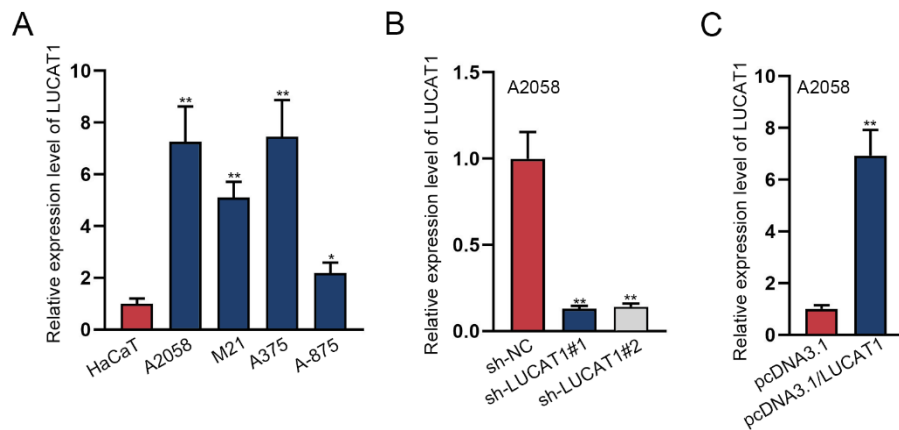 A
Relative expression level of LUCAT1
10
8
6
4
2
0
**
**
**
*
HaCaT
A2058
M21
A375
A-875
B
Relative expression level of LUCAT1
A2058
1.5
1.0
0.5
0.0
**
**
sh-NC
sh-LUCAT1#1
sh-LUCAT1#2
C
Relative expression level of LUCAT1
A2058
10
8
6
4
2
0
**
pcDNA3.1
pcDNA3.1/LUCAT1